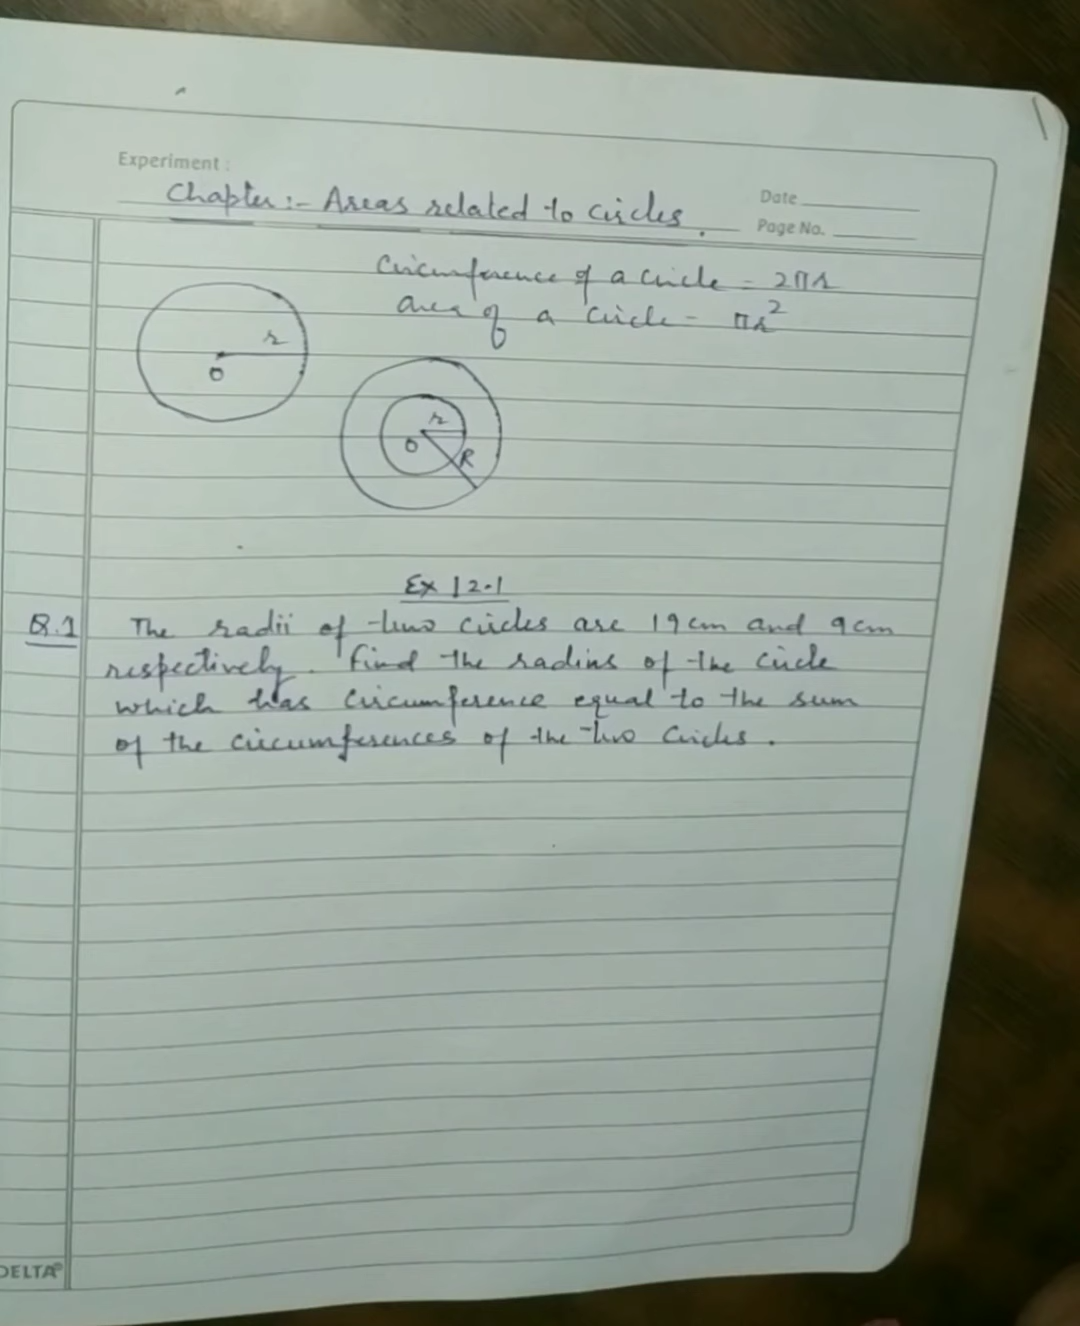 Experiment :
Chapter :- Areas related to circles.
Date
Page No.
Circumference of a circle = 2πr
area of a circle = πr²
r
O
r
O
R
Ex 12.1
Q.1 The radii of two circles are 19 cm and 9 cm
respectively. Find the radius of the circle
which has circumference equal to the sum
of the circumferences of the two circles.
DELTA®